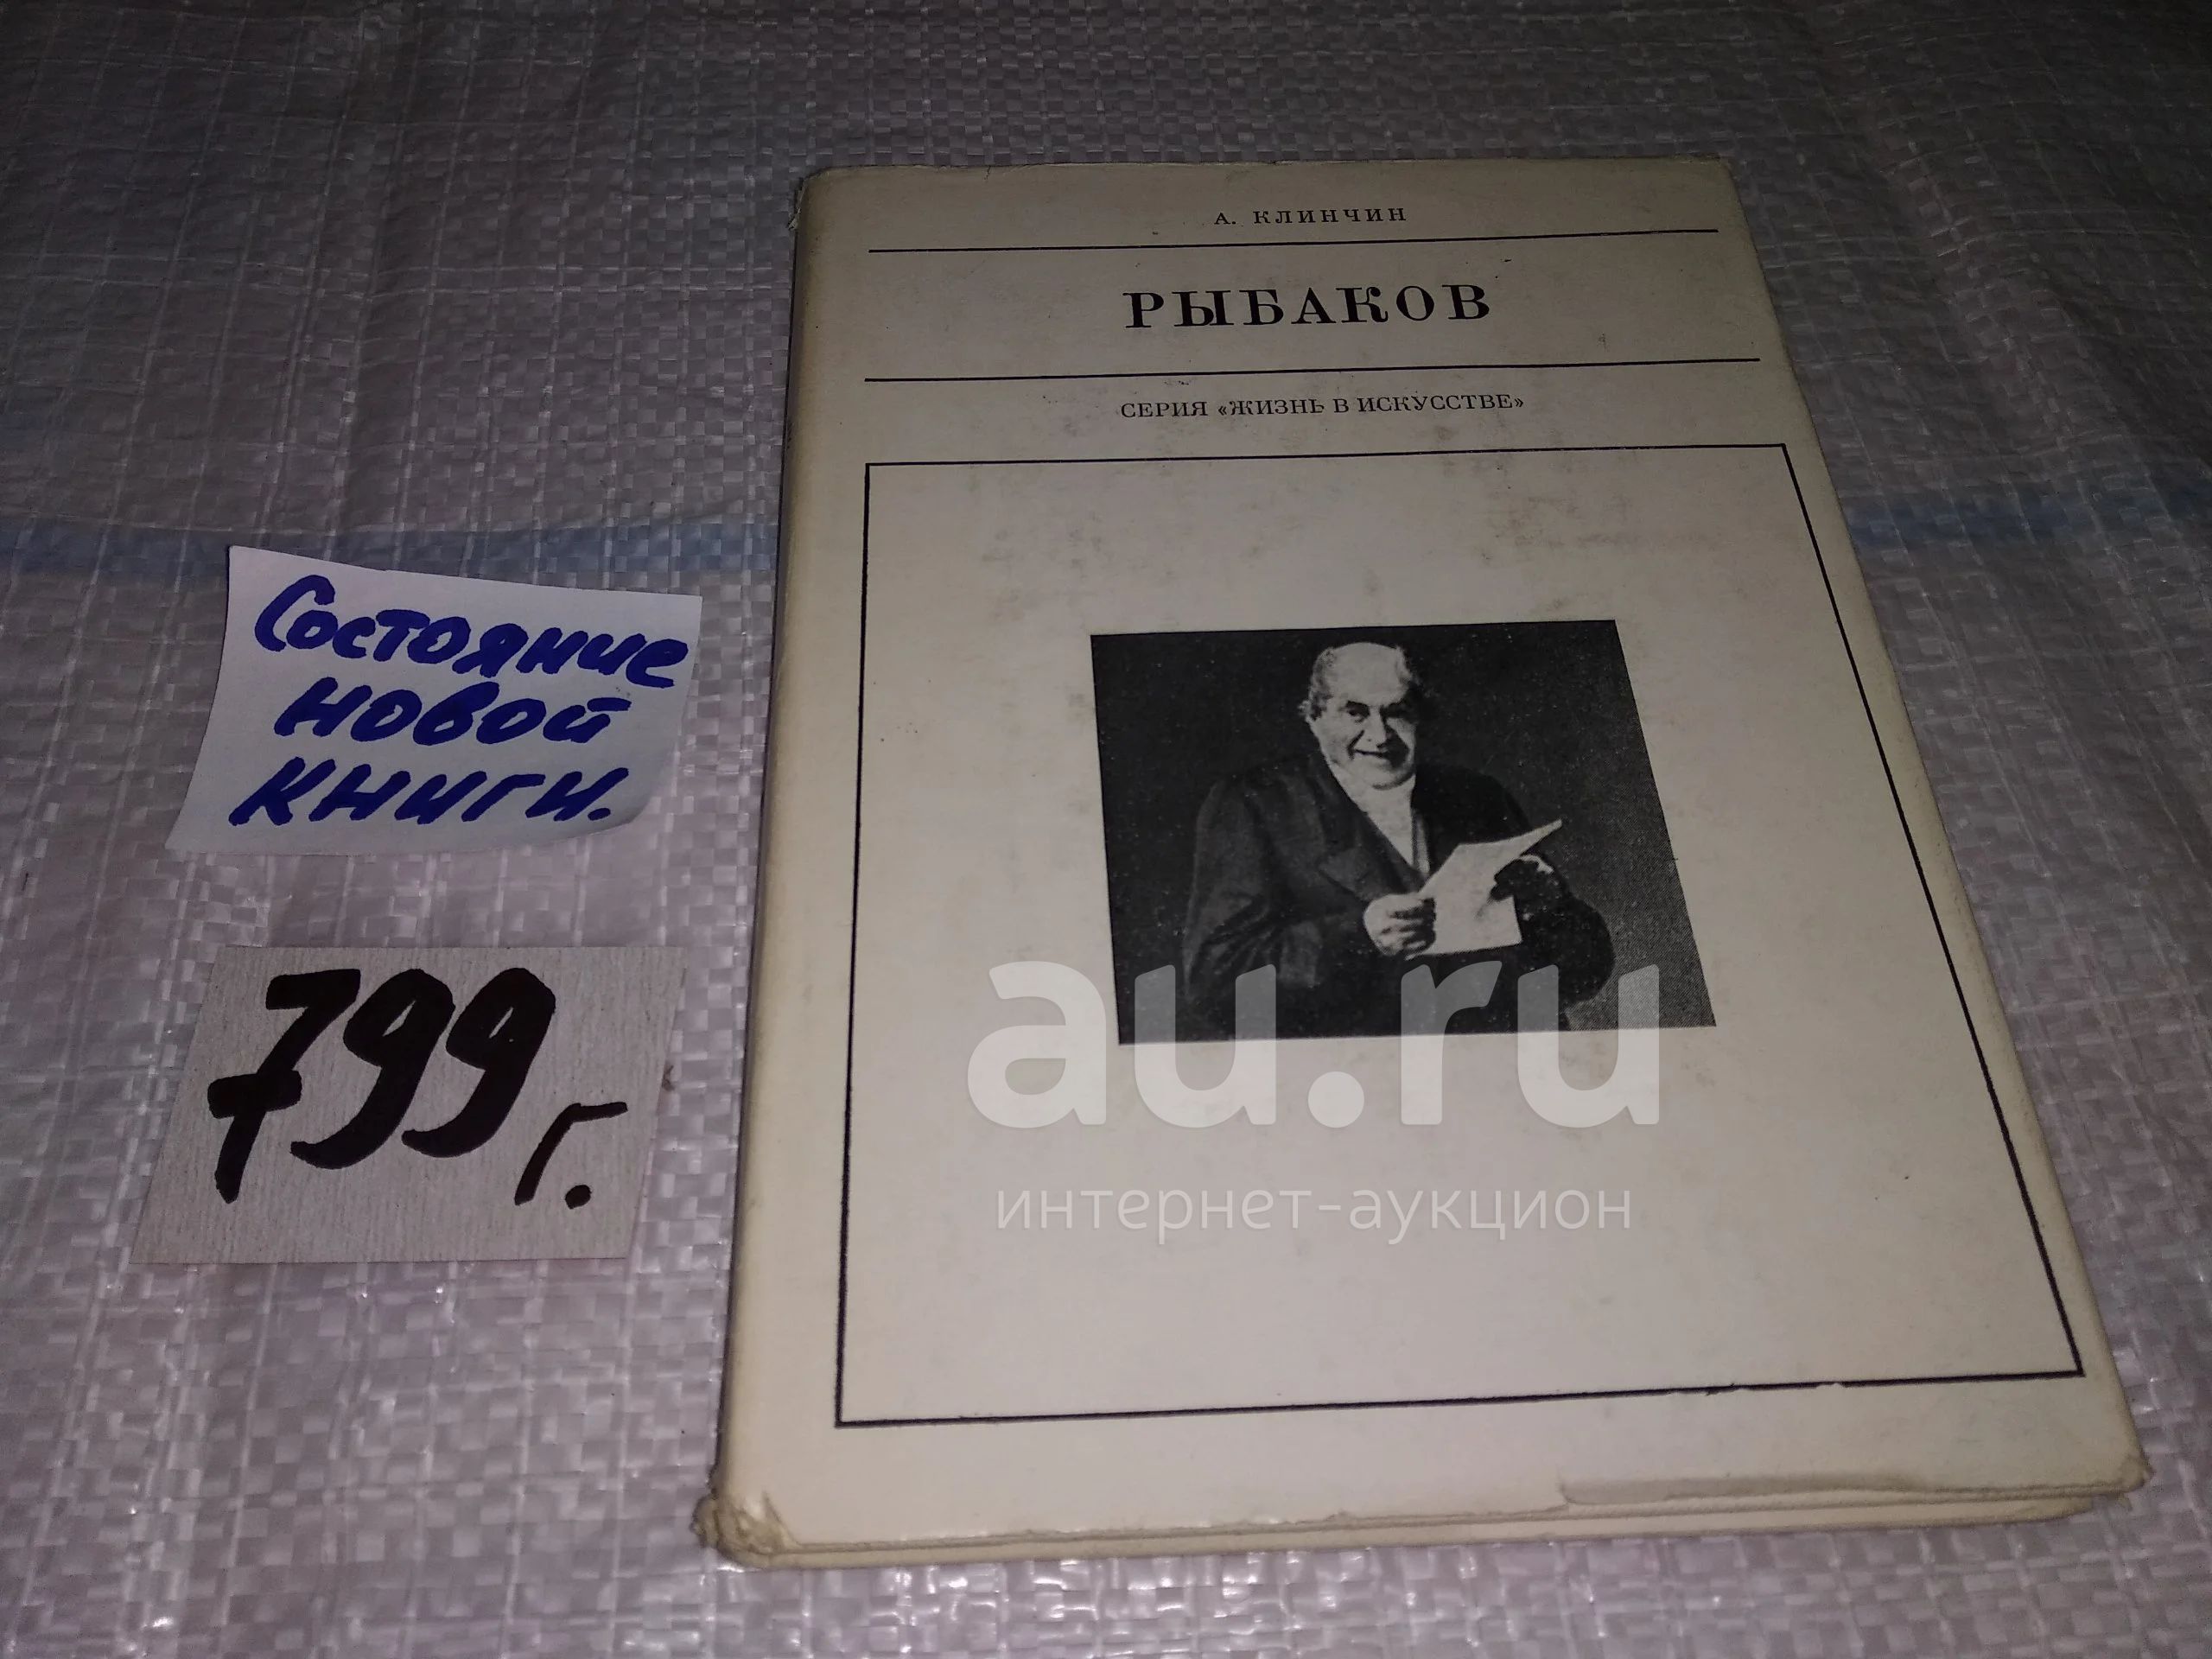 А. КЛИНЧИН
РЫБАКОВ
СЕРИЯ «ЖИЗНЬ В ИСКУССТВЕ»
Состояние
новой
книги.
799 г.
au.ru
интернет-аукцион